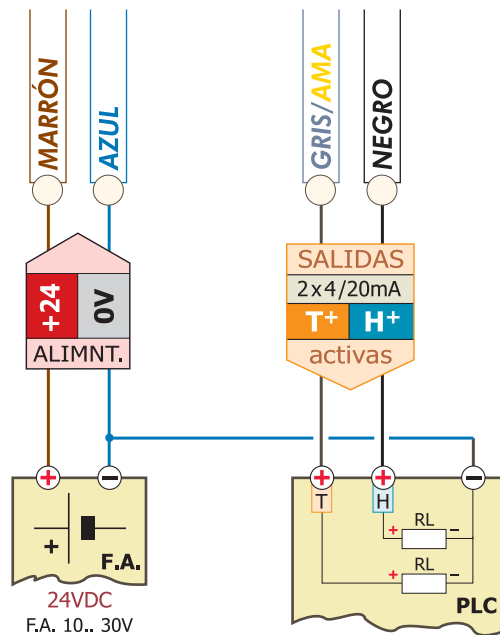 MARRÓN
AZUL
GRIS/AMA
NEGRO
+24
0V
ALIMNT.
SALIDAS
2x4/20mA
T+ H+
activas
+ −
+ + −
T H
+ RL −
+ RL −
+
F.A.
PLC
24VDC
F.A. 10.. 30V